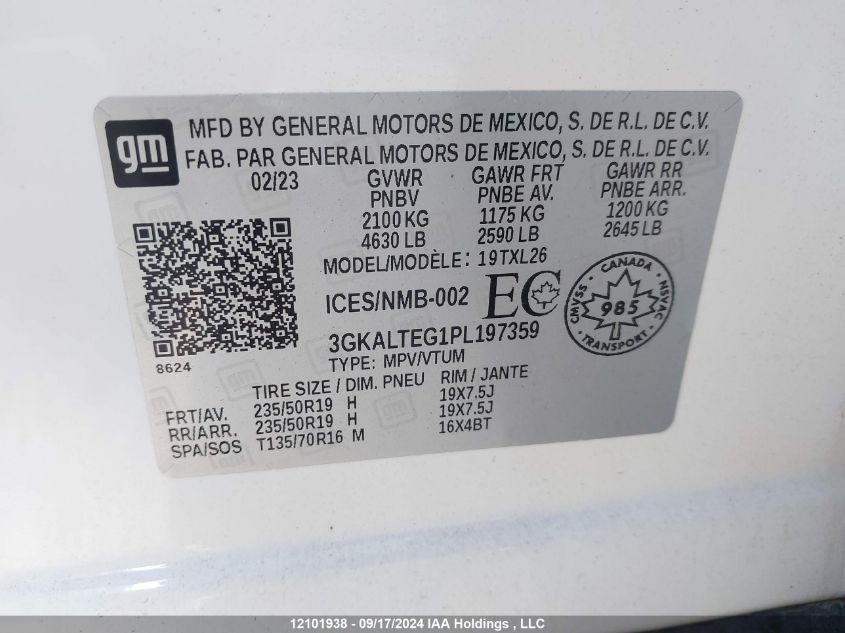 gm
MFD BY GENERAL MOTORS DE MEXICO, S. DE R.L. DE C.V.
FAB. PAR GENERAL MOTORS DE MEXICO, S. DE R.L. DE C.V.
02/23 GVWR GAWR FRT GAWR RR
PNBV PNBE AV. PNBE ARR.
2100 KG 1175 KG 1200 KG
4630 LB 2590 LB 2645 LB
MODEL/MODÈLE: 19TXL26
ICES/NMB-002 EC
CANADA
CMVSS 985 NSVAC
TRANSPORT
3GKALTEG1PL197359
8624
TYPE: MPV/VTUM
TIRE SIZE / DIM. PNEU RIM / JANTE
FRT/AV. 235/50R19 H 19X7.5J
RR/ARR. 235/50R19 H 19X7.5J
SPA/SOS T135/70R16 M 16X4BT
12101938 - 09/17/2024 IAA Holdings , LLC